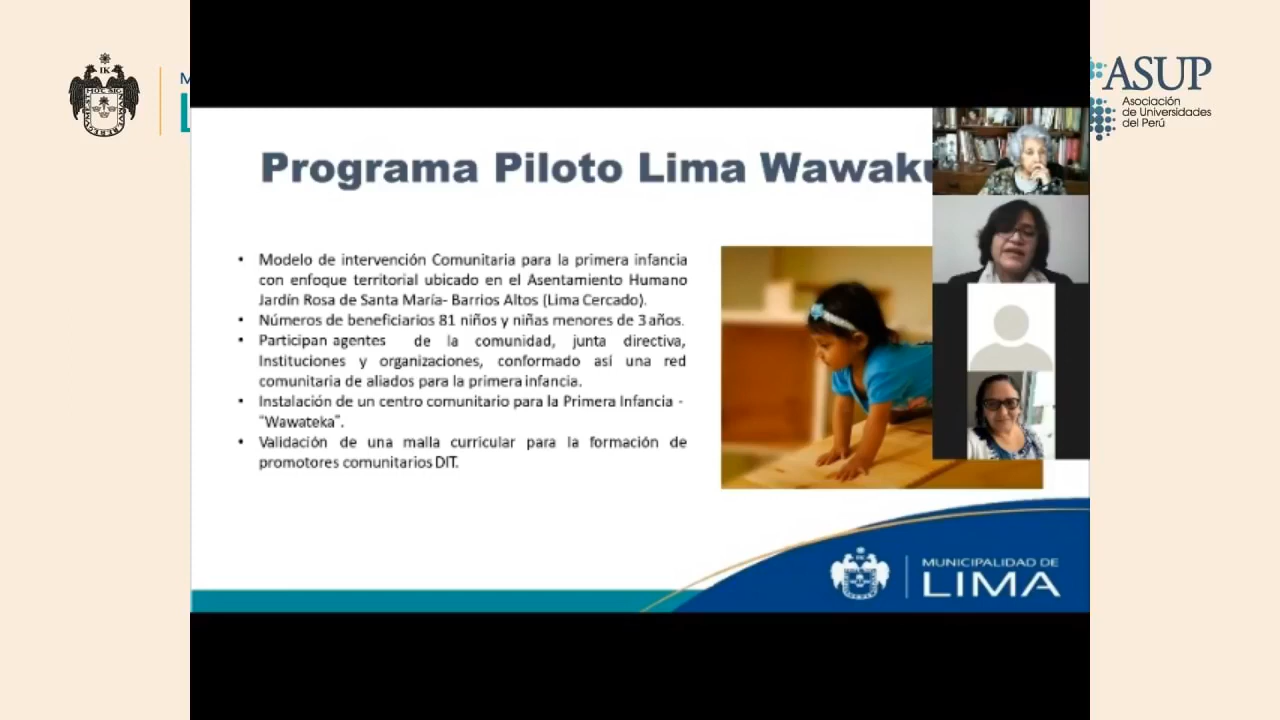 IK
M
L
ASUP
Asociación
de Universidades
del Perú
Programa Piloto Lima Wawaku
• Modelo de intervención Comunitaria para la primera infancia
con enfoque territorial ubicado en el Asentamiento Humano
Jardín Rosa de Santa María- Barrios Altos (Lima Cercado).
• Números de beneficiarios 81 niños y niñas menores de 3 años.
• Participan agentes de la comunidad, junta directiva,
Instituciones y organizaciones, conformado así una red
comunitaria de aliados para la primera infancia.
• Instalación de un centro comunitario para la Primera Infancia -
“Wawateka”.
• Validación de una malla curricular para la formación de
promotores comunitarios DIT.
MUNICIPALIDAD DE
LIMA